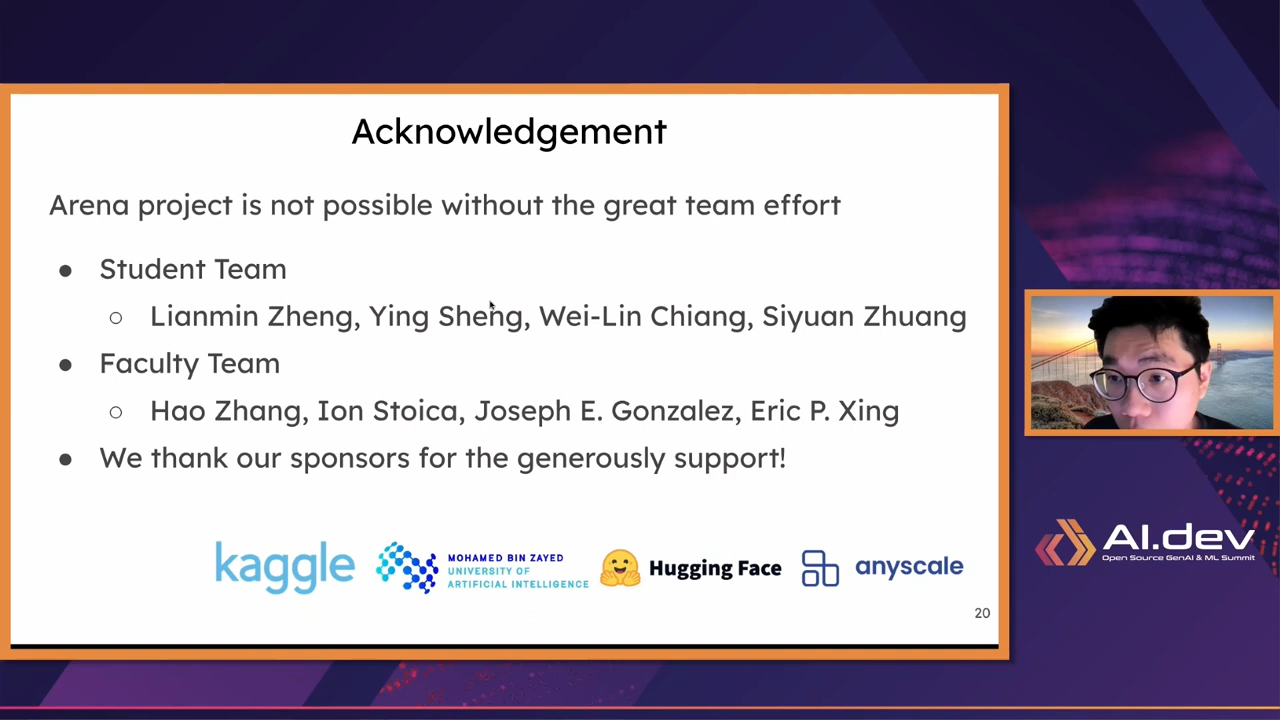 Acknowledgement
Arena project is not possible without the great team effort
● Student Team
○ Lianmin Zheng, Ying Sheng, Wei-Lin Chiang, Siyuan Zhuang
● Faculty Team
○ Hao Zhang, Ion Stoica, Joseph E. Gonzalez, Eric P. Xing
● We thank our sponsors for the generously support!
kaggle
MOHAMED BIN ZAYED
UNIVERSITY OF
ARTIFICIAL INTELLIGENCE
Hugging Face
anyscale
20
AI.dev
Open Source GenAI & ML Summit